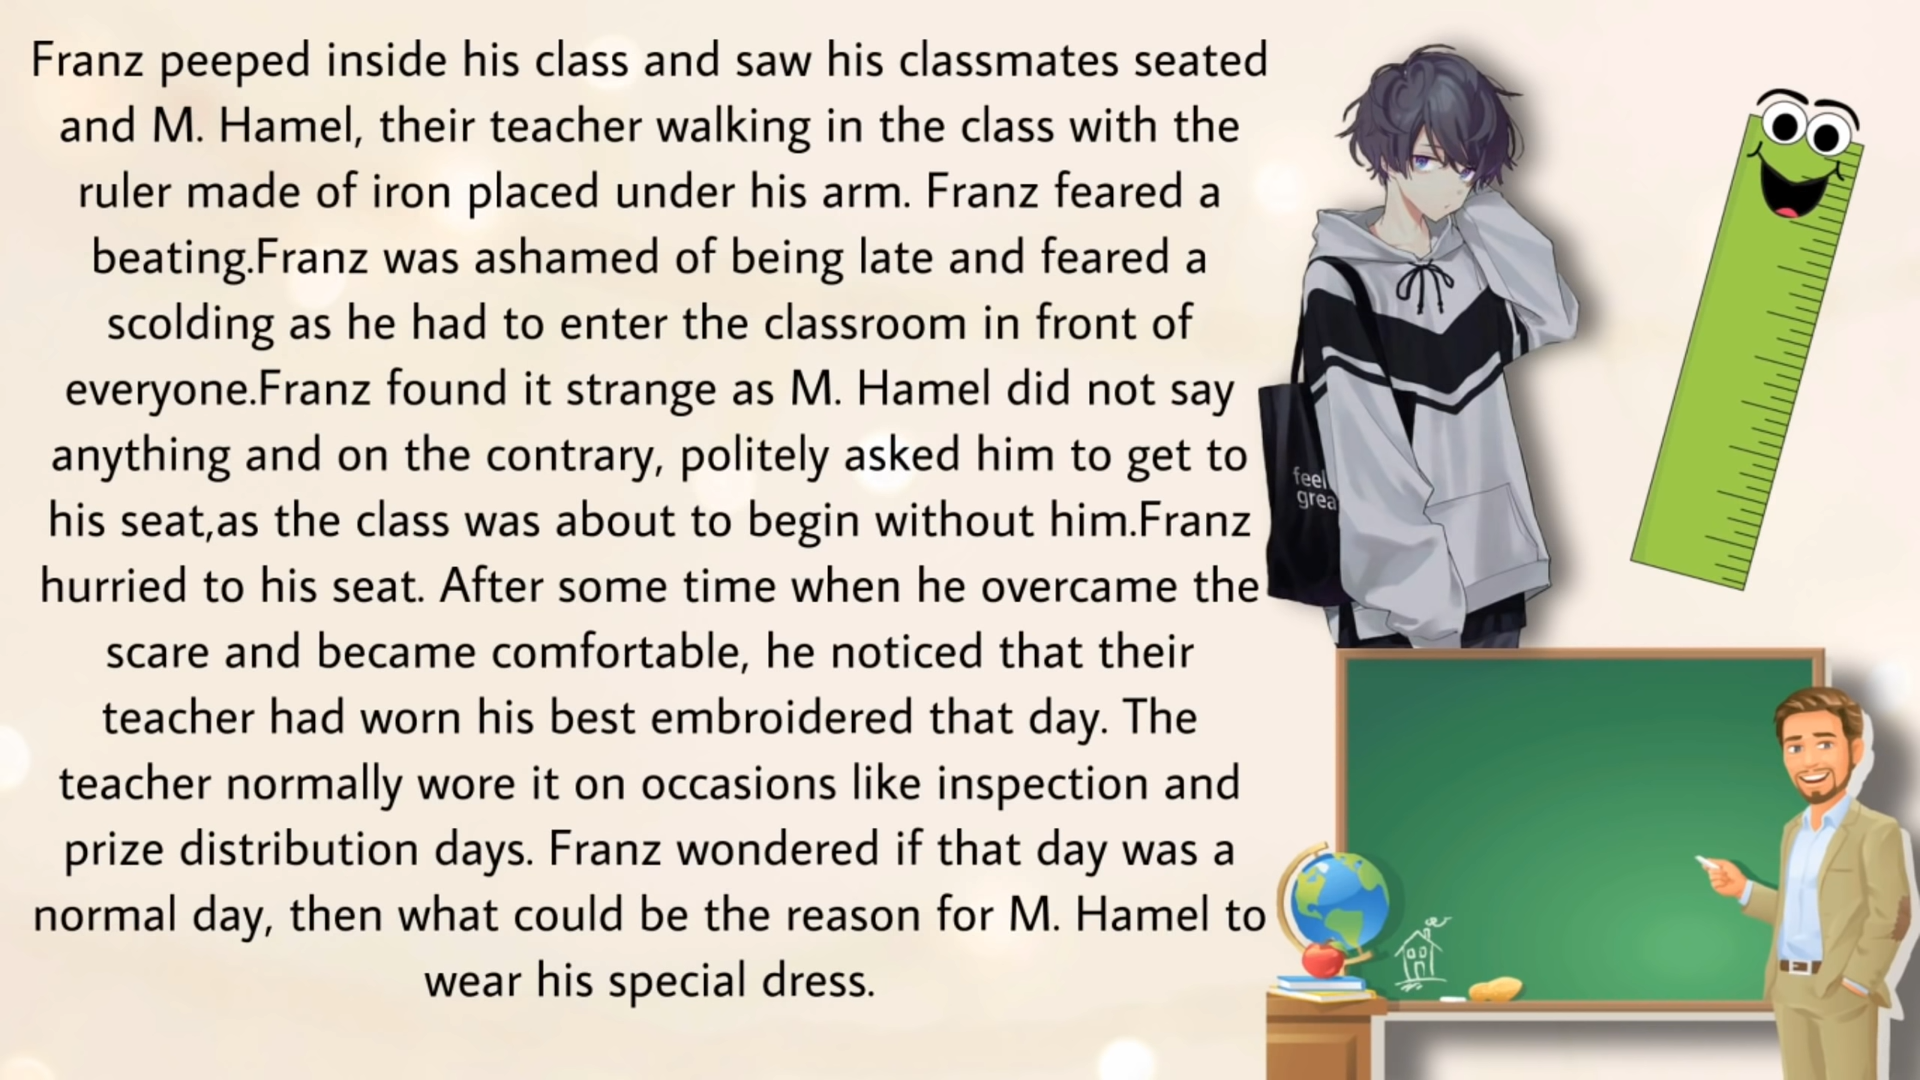 Franz peeped inside his class and saw his classmates seated
and M. Hamel, their teacher walking in the class with the
ruler made of iron placed under his arm. Franz feared a
beating.Franz was ashamed of being late and feared a
scolding as he had to enter the classroom in front of
everyone.Franz found it strange as M. Hamel did not say
anything and on the contrary, politely asked him to get to
his seat,as the class was about to begin without him.Franz
hurried to his seat. After some time when he overcame the
scare and became comfortable, he noticed that their
teacher had worn his best embroidered that day. The
teacher normally wore it on occasions like inspection and
prize distribution days. Franz wondered if that day was a
normal day, then what could be the reason for M. Hamel to
wear his special dress.
feel
grea